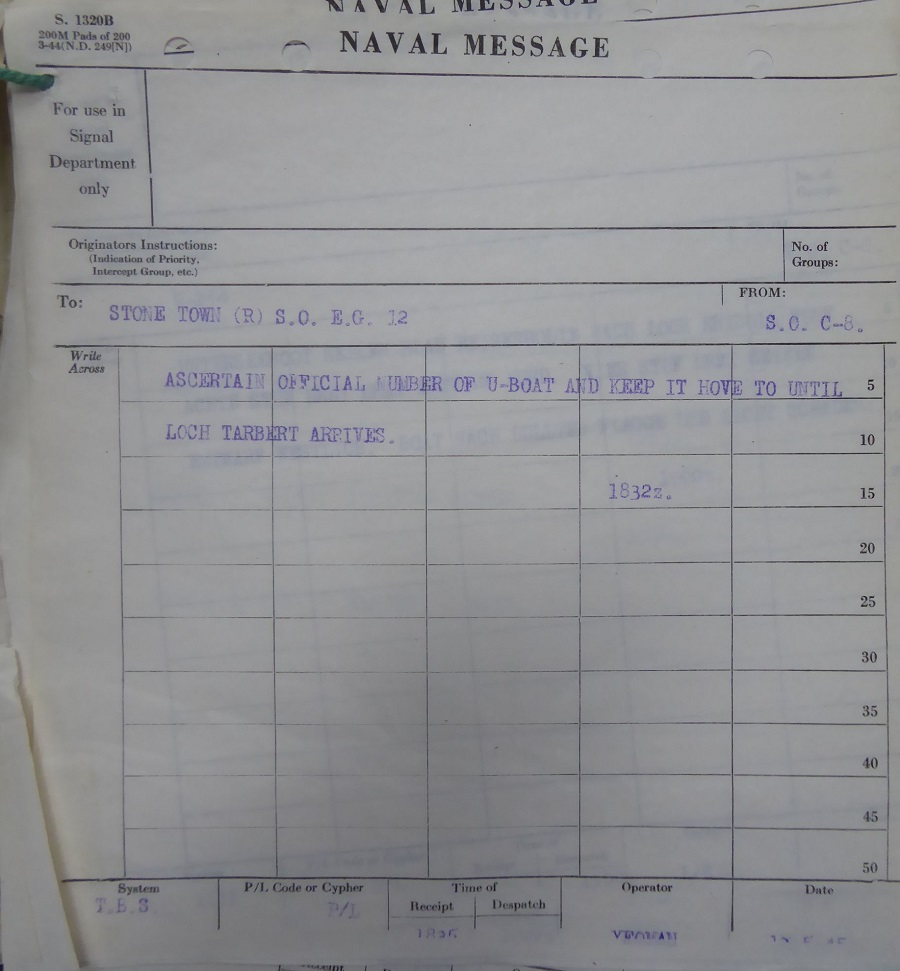 NAVAL MESSAGE
S. 1320B
200M Pads of 200
3-44(N.D. 249[N])
NAVAL MESSAGE
For use in
Signal
Department
only
Originators Instructions:
(Indication of Priority,
Intercept Group, etc.)
No. of
Groups:
To:
STONE TOWN (R) S.O. E.G. 12
FROM:
S.O. C-8.
Write
Across
ASCERTAIN OFFICIAL NUMBER OF U-BOAT AND KEEP IT HOVE TO UNTIL
5
LOCH TARBERT ARRIVES.
10
1832z.
15
20
25
30
35
40
45
50
System
P/L Code or Cypher
Time of
Operator
Date
Receipt
Despatch
T.B.S.
P/L
YEOMAN